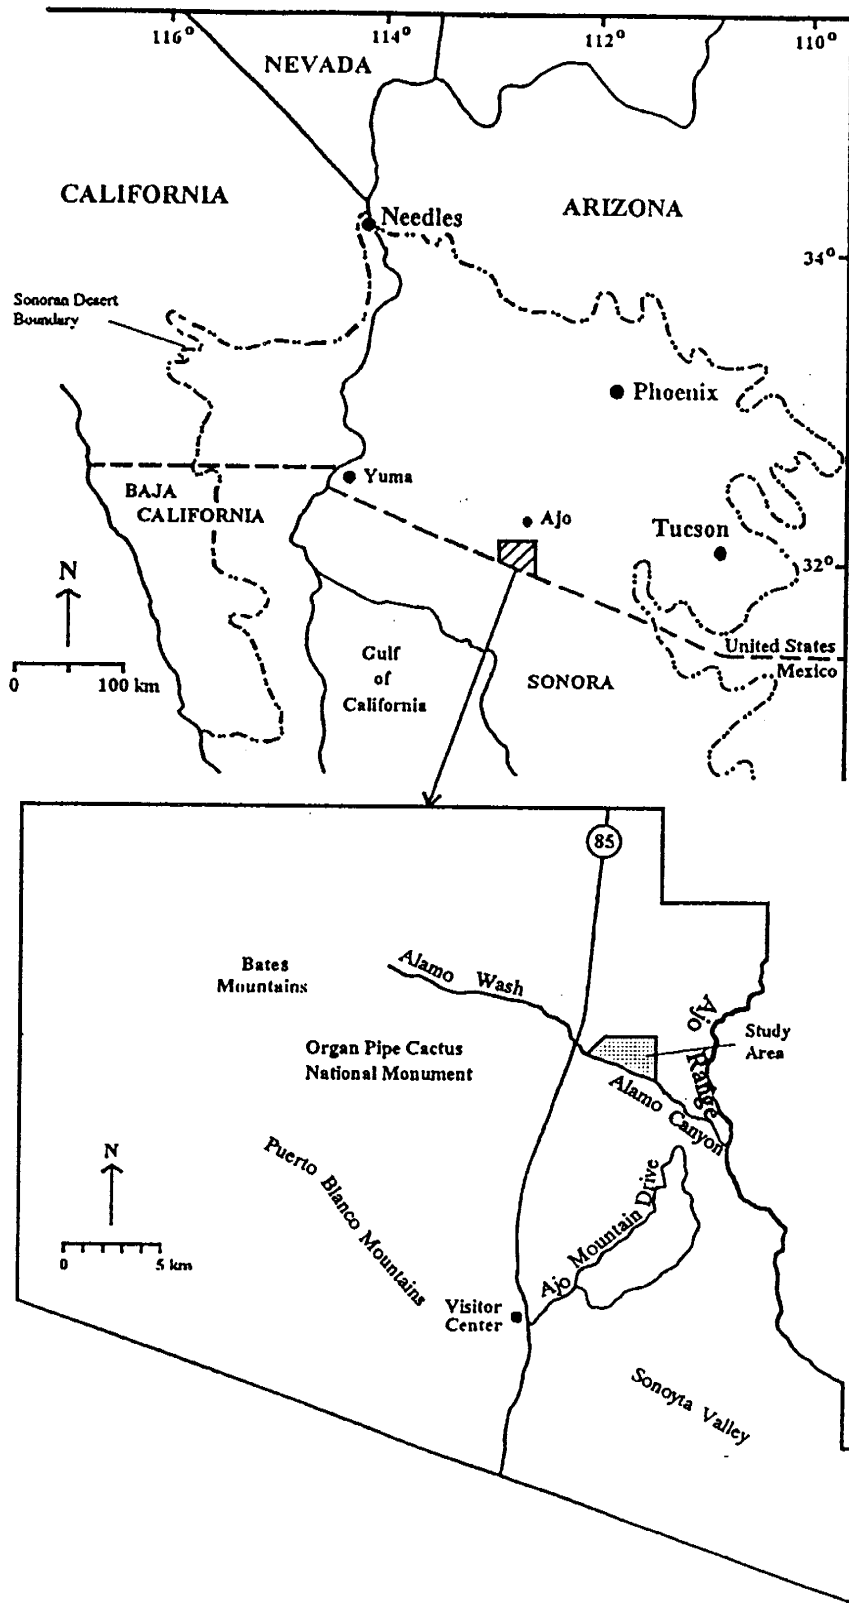 116° 114° 112° 110°
NEVADA
CALIFORNIA
ARIZONA
Needles
34°
Sonoran Desert
Boundary
Phoenix
Yuma
BAJA
CALIFORNIA
Ajo
Tucson
32°
N
United States
Mexico
0 100 km
Gulf
of
California
SONORA
85
Bates
Mountains
Alamo Wash
Ajo Range
Study
Area
Organ Pipe Cactus
National Monument
Alamo Canyon
N
Puerto Blanco Mountains
0 5 km
Ajo Mountain Drive
Visitor
Center
Sonoyta Valley